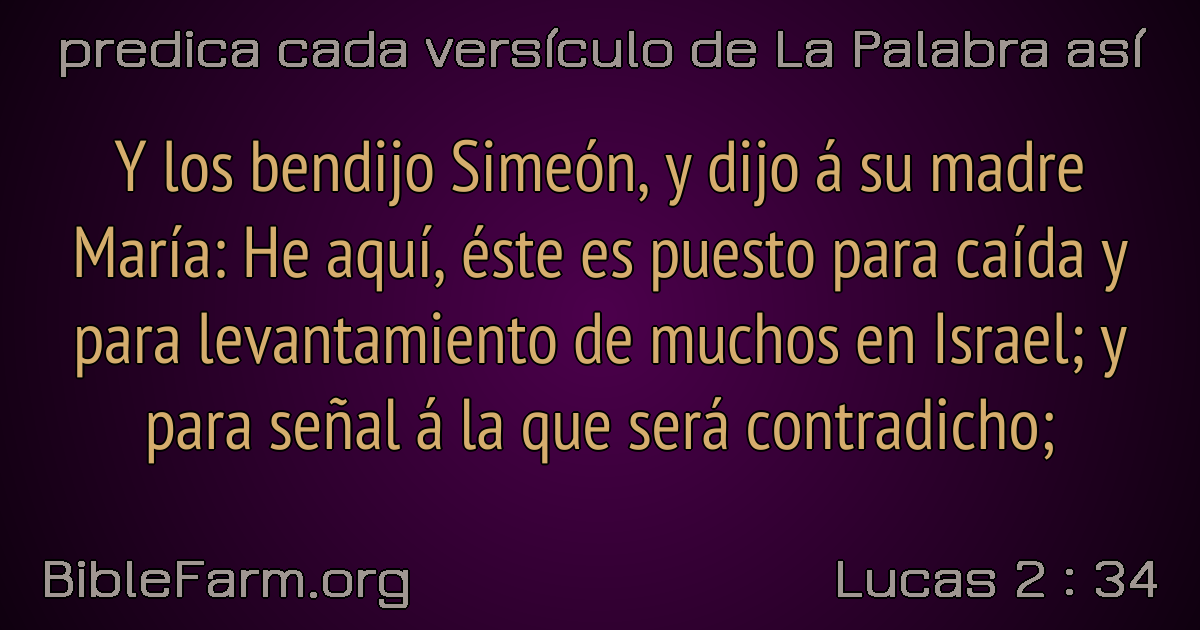 predica cada versículo de La Palabra así
Y los bendijo Simeón, y dijo á su madre
María: He aquí, éste es puesto para caída y
para levantamiento de muchos en Israel; y
para señal á la que será contradicho;
BibleFarm.org
Lucas 2 : 34